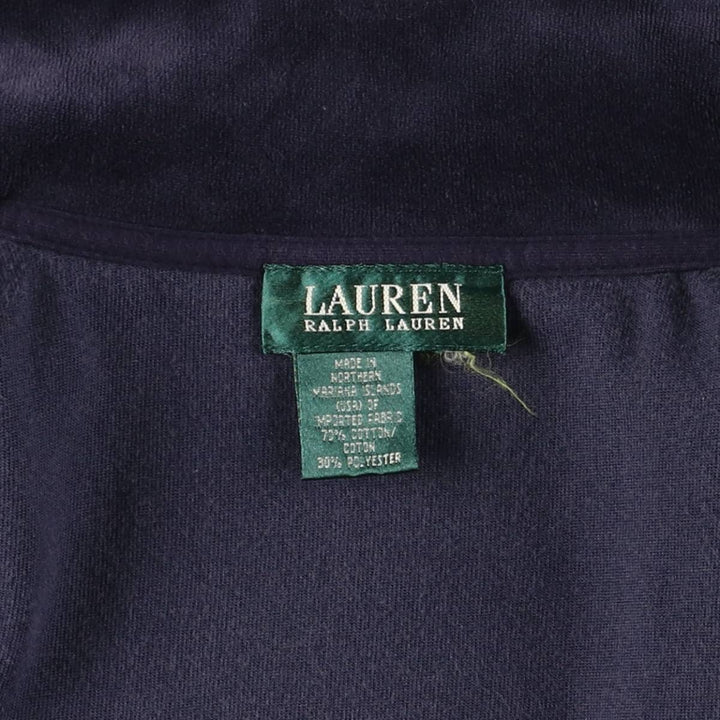 LAUREN
RALPH LAUREN
MADE IN
NORTHERN
MARIANA ISLANDS
(USA) OF
IMPORTED FABRIC
70% COTTON/
COTON
30% POLYESTER